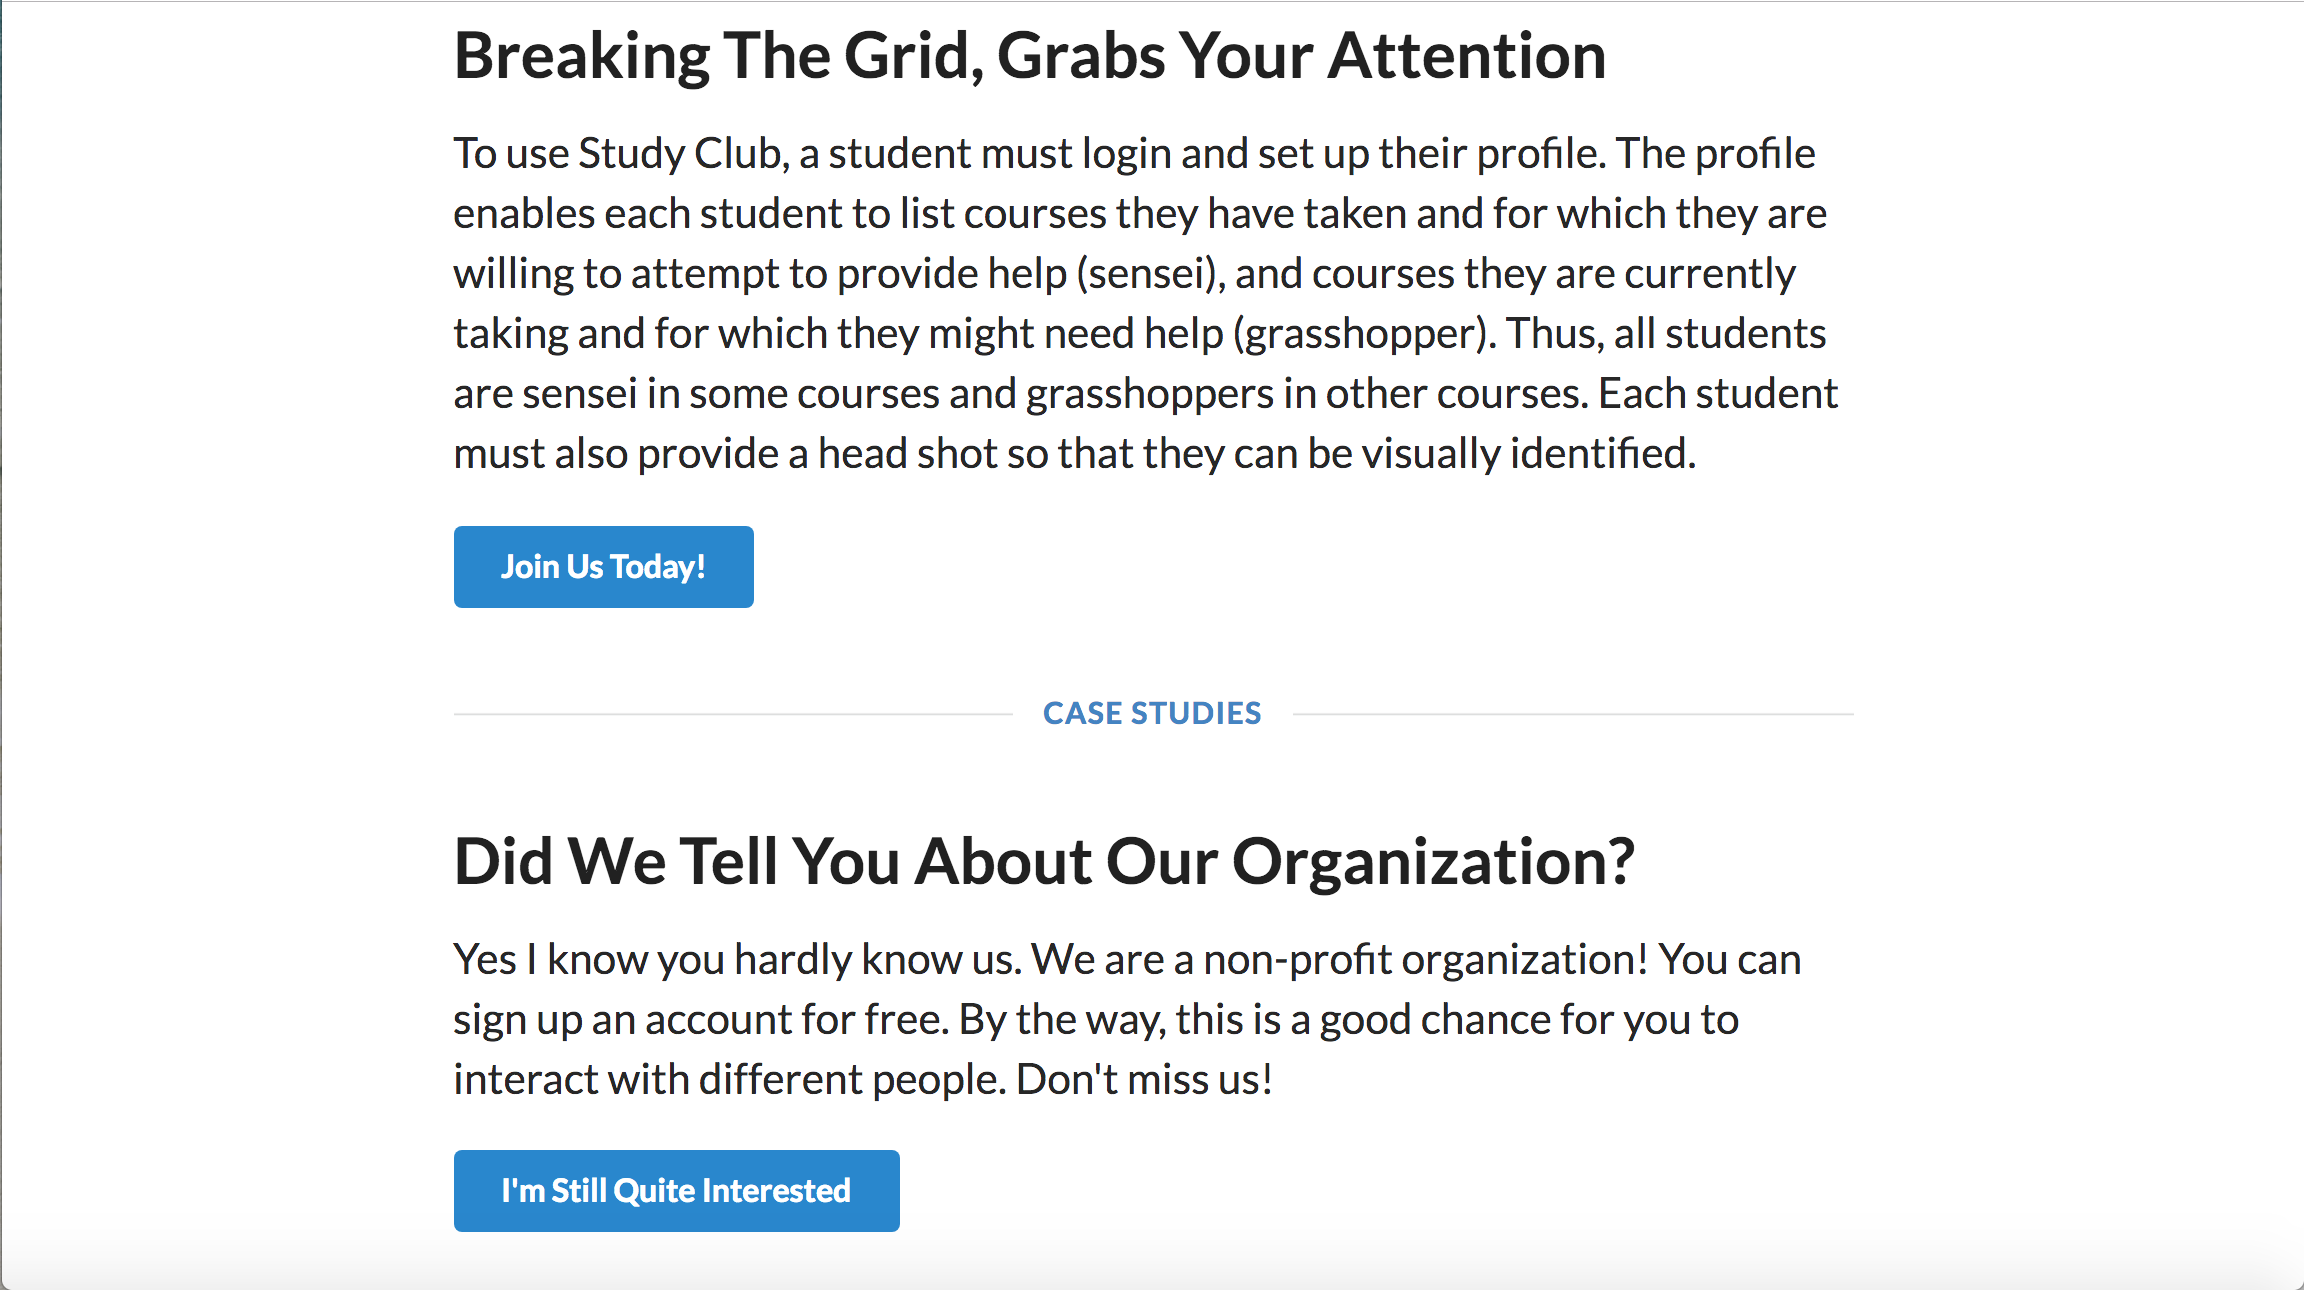 Breaking The Grid, Grabs Your Attention
To use Study Club, a student must login and set up their profile. The profile
enables each student to list courses they have taken and for which they are
willing to attempt to provide help (sensei), and courses they are currently
taking and for which they might need help (grasshopper). Thus, all students
are sensei in some courses and grasshoppers in other courses. Each student
must also provide a head shot so that they can be visually identified.
Join Us Today!
CASE STUDIES
Did We Tell You About Our Organization?
Yes I know you hardly know us. We are a non-profit organization! You can
sign up an account for free. By the way, this is a good chance for you to
interact with different people. Don't miss us!
I'm Still Quite Interested